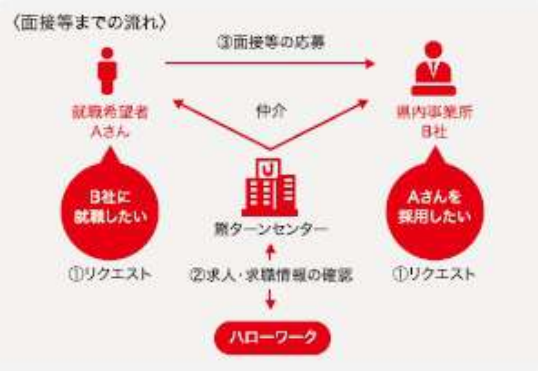 〈面接等までの流れ〉
③面接等の応募
就職希望者
Aさん
仲介
県内事業所
B社
B社に
就職したい
U
Aさんを
採用したい
ターンセンター
①リクエスト
②求人・求職情報の確認
①リクエスト
ハローワーク